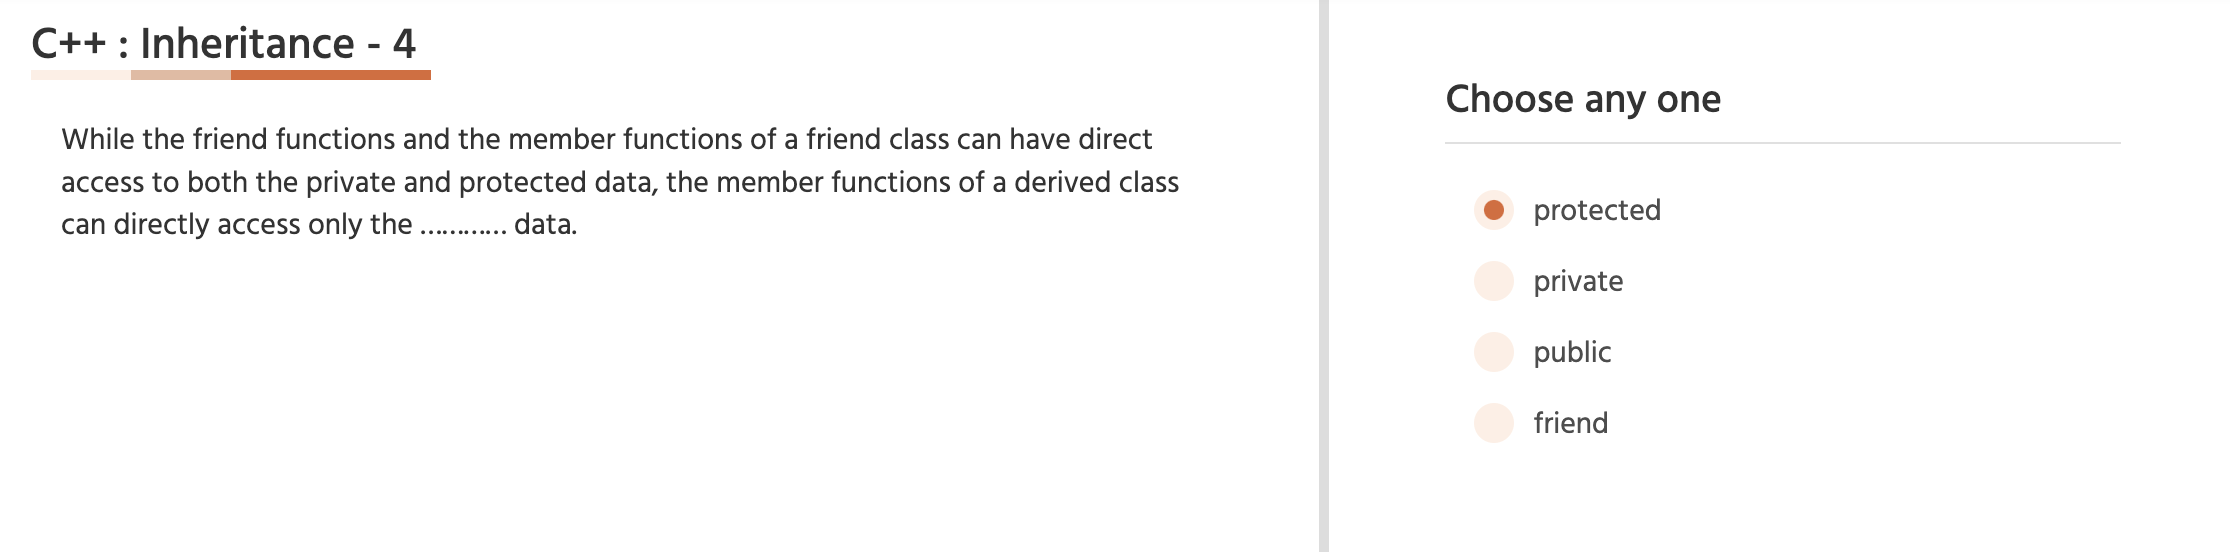 C++ : Inheritance - 4
While the friend functions and the member functions of a friend class can have direct
access to both the private and protected data, the member functions of a derived class
can directly access only the ............ data.
Choose any one
protected
private
public
friend